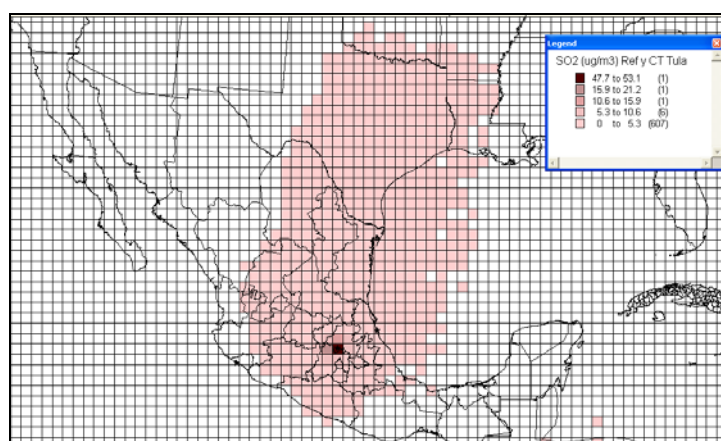 Legend
SO2 (ug/m3) Ref y CT Tula
47.7 to 53.1 (1)
15.9 to 21.2 (1)
10.6 to 15.9 (1)
5.3 to 10.6 (6)
0 to 5.3 (607)